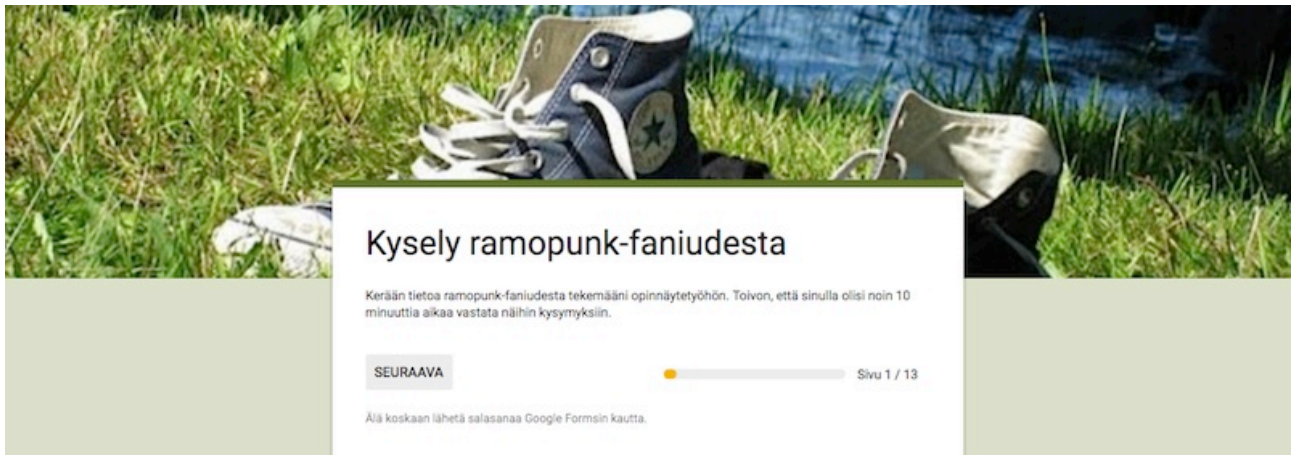 Kysely ramopunk-faniudesta
Kerään tietoa ramopunk-faniudesta tekemääni opinnäytetyöhön. Toivon, että sinulla olisi noin 10
minuuttia aikaa vastata näihin kysymyksiin.
SEURAAVA
Sivu 1 / 13
Älä koskaan lähetä salasanaa Google Formsin kautta.